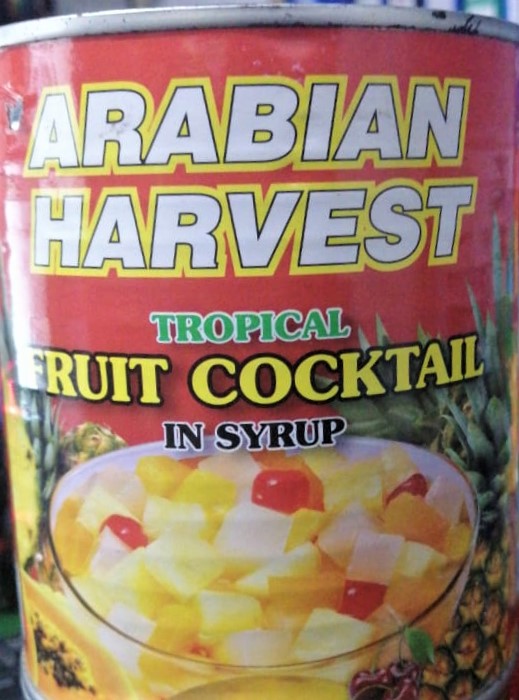 ARABIAN
HARVEST
TROPICAL
FRUIT COCKTAIL
IN SYRUP